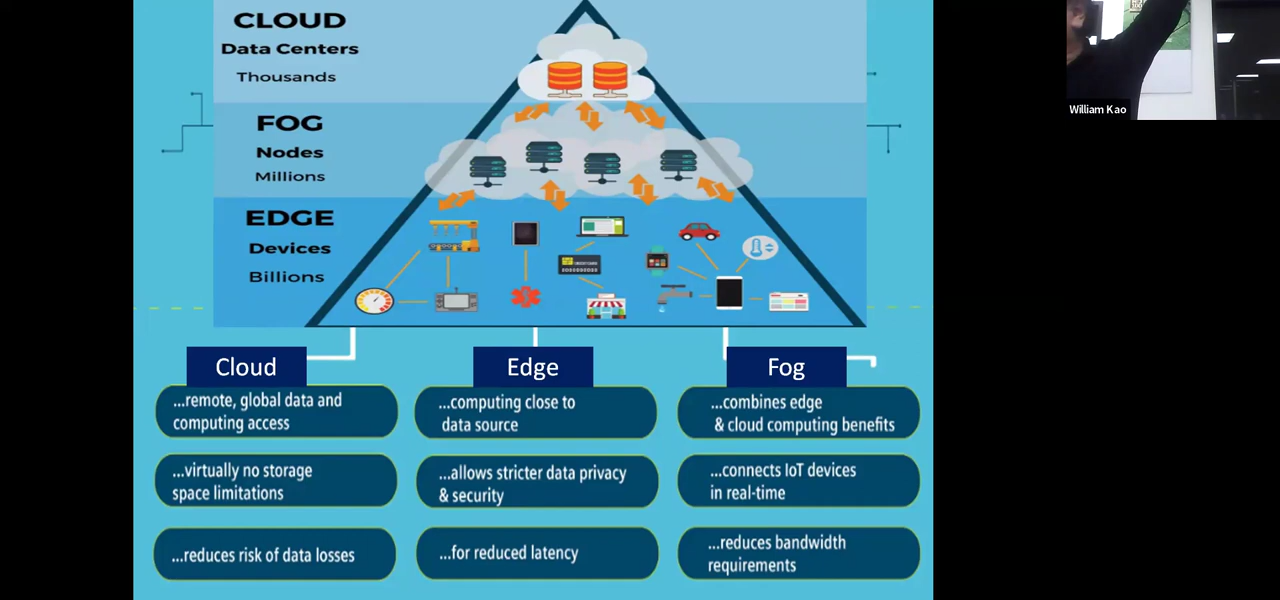 CLOUD
Data Centers
Thousands
FOG
Nodes
Millions
EDGE
Devices
Billions
Cloud
...remote, global data and
computing access
...virtually no storage
space limitations
...reduces risk of data losses
Edge
...computing close to
data source
...allows stricter data privacy
& security
...for reduced latency
Fog
...combines edge
& cloud computing benefits
...connects IoT devices
in real-time
...reduces bandwidth
requirements
William Kao